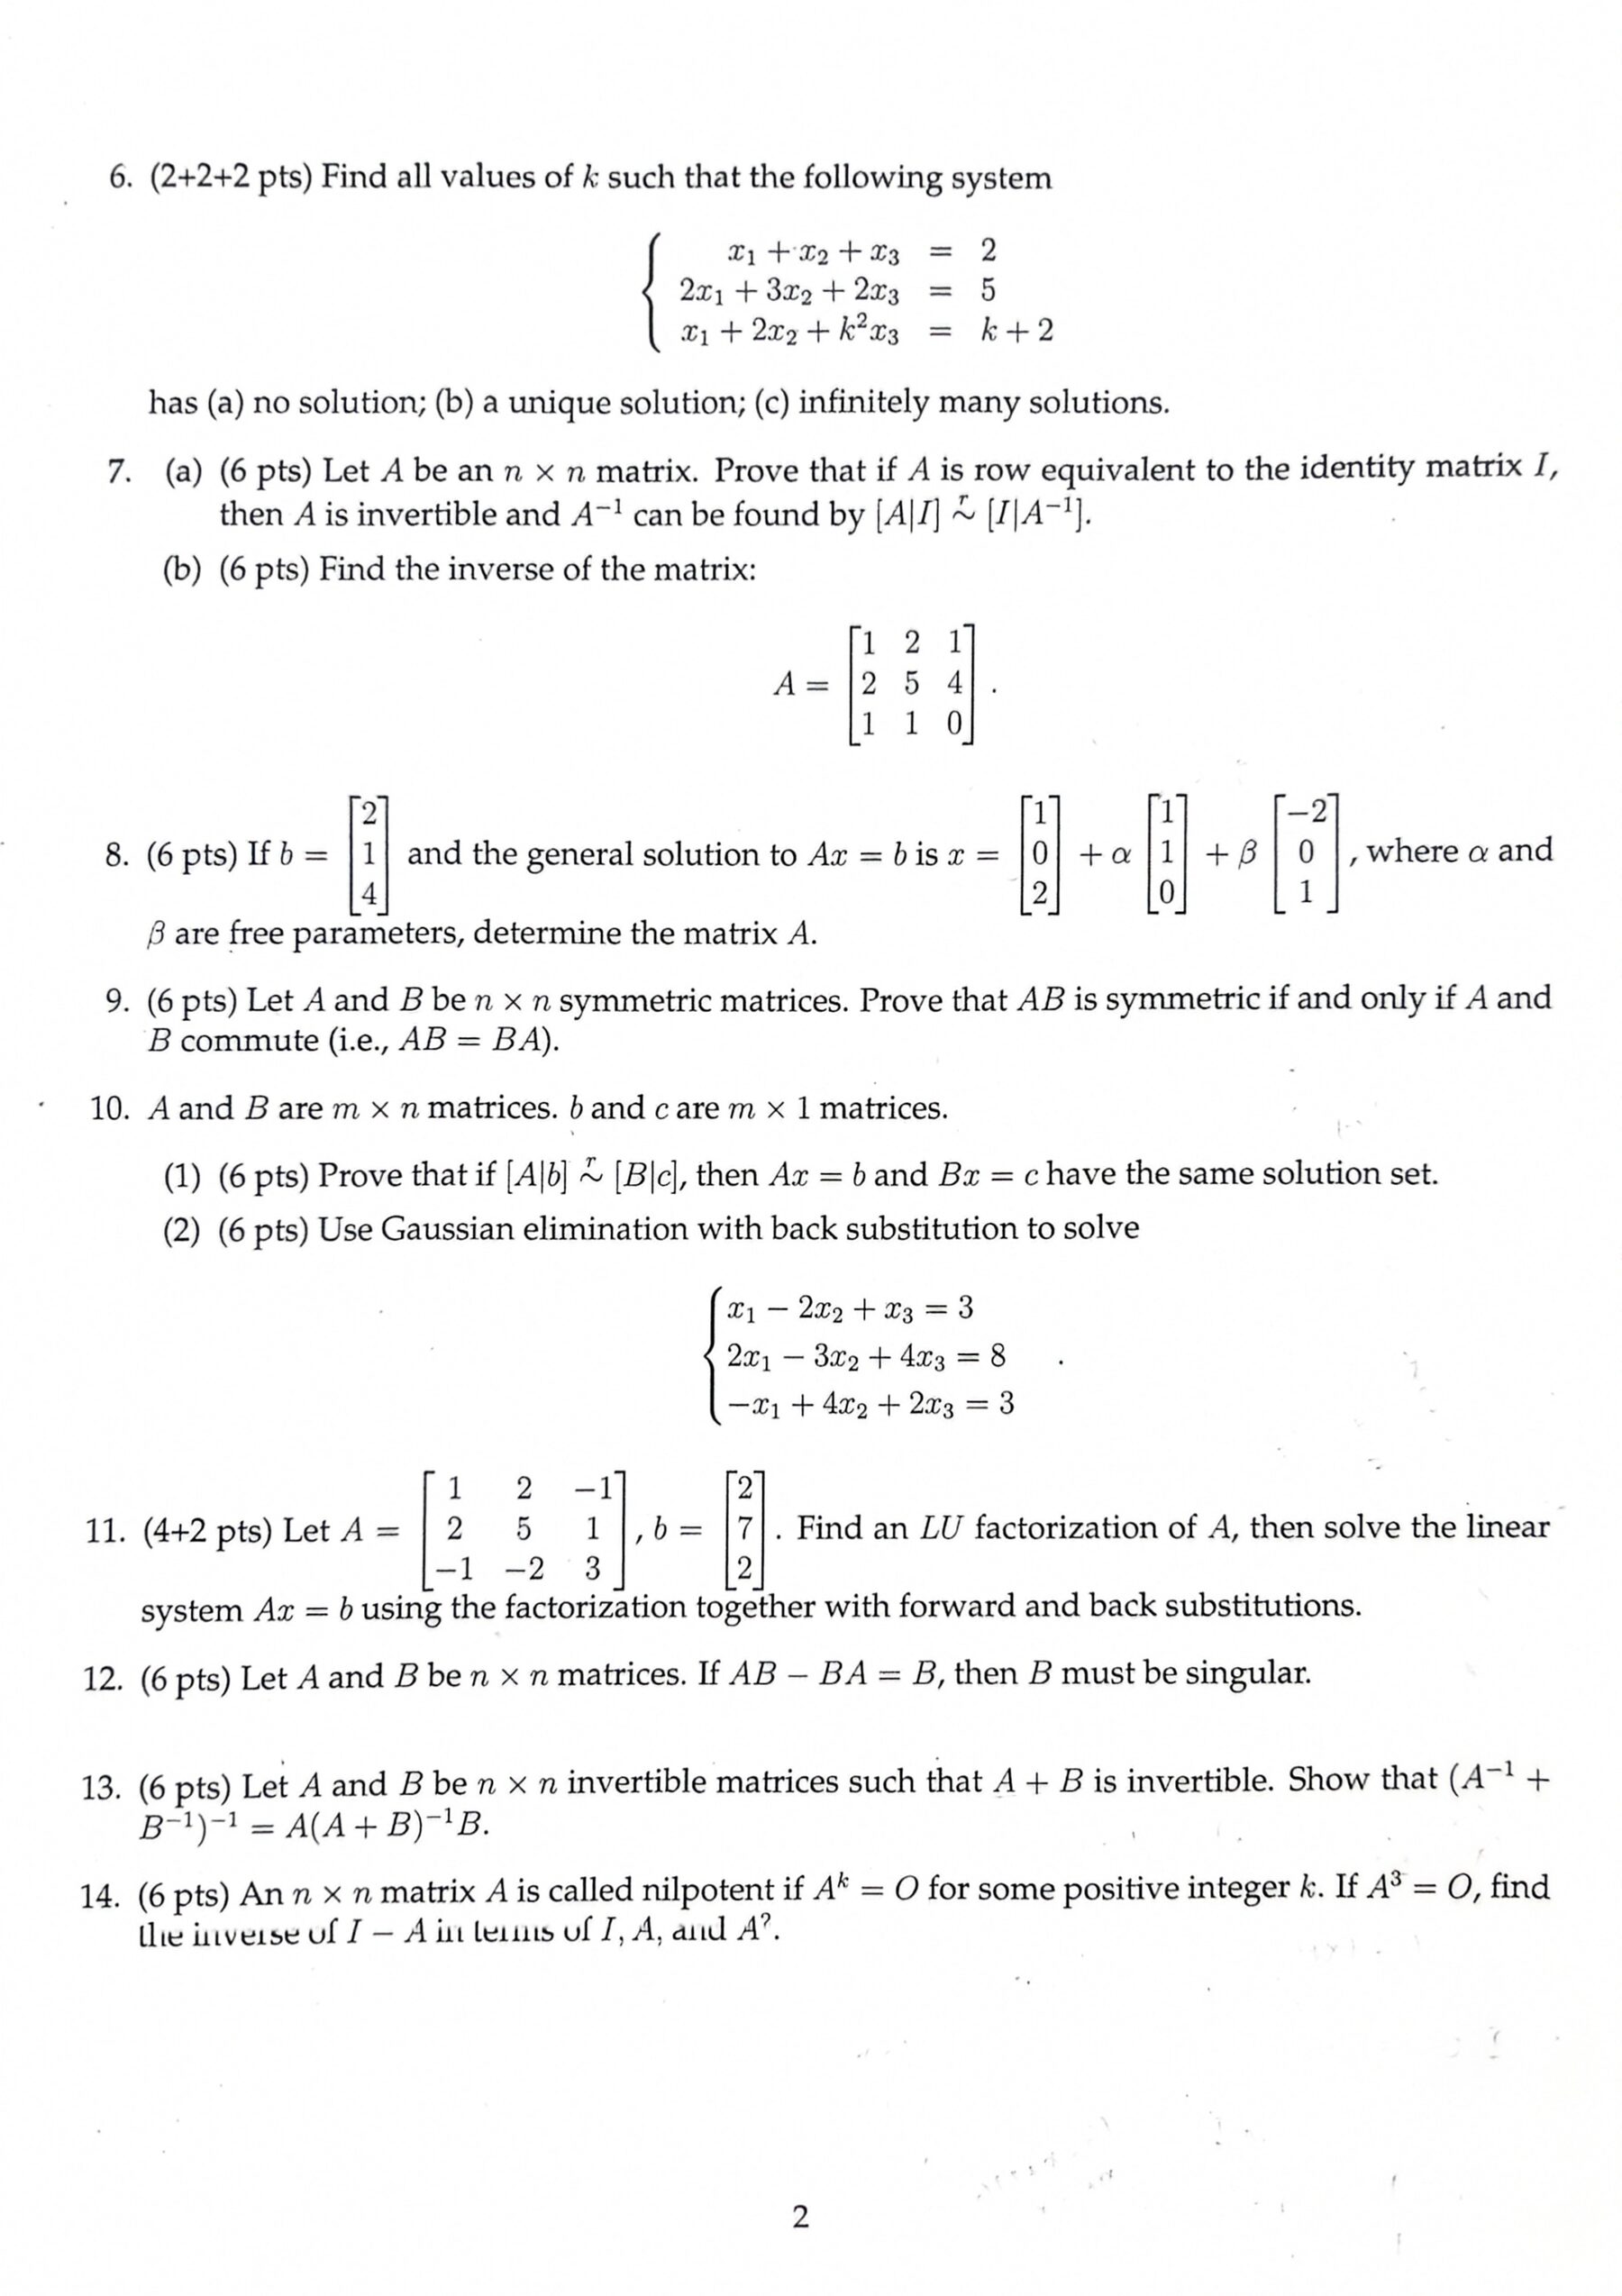 6. (2+2+2 pts) Find all values of k such that the following system
x₁ + x₂ + x₃ = 2
2x₁ + 3x₂ + 2x₃ = 5
x₁ + 2x₂ + k²x₃ = k + 2
has (a) no solution; (b) a unique solution; (c) infinitely many solutions.
7. (a) (6 pts) Let A be an n × n matrix. Prove that if A is row equivalent to the identity matrix I,
then A is invertible and A⁻¹ can be found by [A|I] ~ʳ [I|A⁻¹].
(b) (6 pts) Find the inverse of the matrix:
A = [1 2 1; 2 5 4; 1 1 0].
8. (6 pts) If b = [2; 1; 4] and the general solution to Ax = b is x = [1; 0; 2] + α [1; 1; 0] + β [−2; 0; 1], where α and
β are free parameters, determine the matrix A.
9. (6 pts) Let A and B be n × n symmetric matrices. Prove that AB is symmetric if and only if A and
B commute (i.e., AB = BA).
10. A and B are m × n matrices. b and c are m × 1 matrices.
(1) (6 pts) Prove that if [A|b] ~ʳ [B|c], then Ax = b and Bx = c have the same solution set.
(2) (6 pts) Use Gaussian elimination with back substitution to solve
x₁ − 2x₂ + x₃ = 3
2x₁ − 3x₂ + 4x₃ = 8 .
−x₁ + 4x₂ + 2x₃ = 3
11. (4+2 pts) Let A = [1 2 −1; 2 5 1; −1 −2 3], b = [2; 7; 2]. Find an LU factorization of A, then solve the linear
system Ax = b using the factorization together with forward and back substitutions.
12. (6 pts) Let A and B be n × n matrices. If AB − BA = B, then B must be singular.
13. (6 pts) Let A and B be n × n invertible matrices such that A + B is invertible. Show that (A⁻¹ +
B⁻¹)⁻¹ = A(A + B)⁻¹B.
14. (6 pts) An n × n matrix A is called nilpotent if Aᵏ = O for some positive integer k. If A³ = O, find
the inverse of I − A in terms of I, A, and A².
2